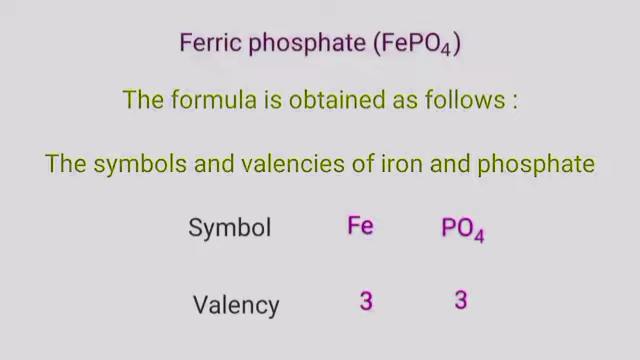 Ferric phosphate (FePO₄)
The formula is obtained as follows :
The symbols and valencies of iron and phosphate
Symbol Fe PO₄
Valency 3 3